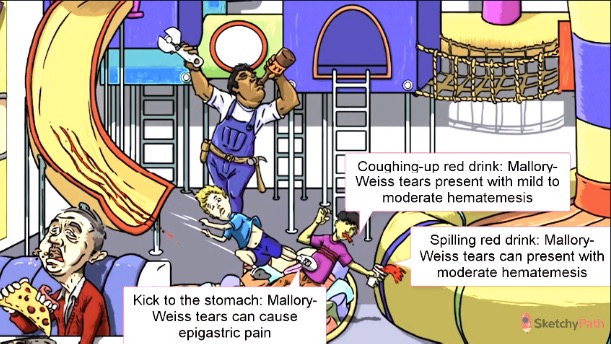 Coughing-up red drink: Mallory-
Weiss tears present with mild to
moderate hematemesis
Spilling red drink: Mallory-
Weiss tears can present with
moderate hematemesis
Kick to the stomach: Mallory-
Weiss tears can cause
epigastric pain
SketchyPath